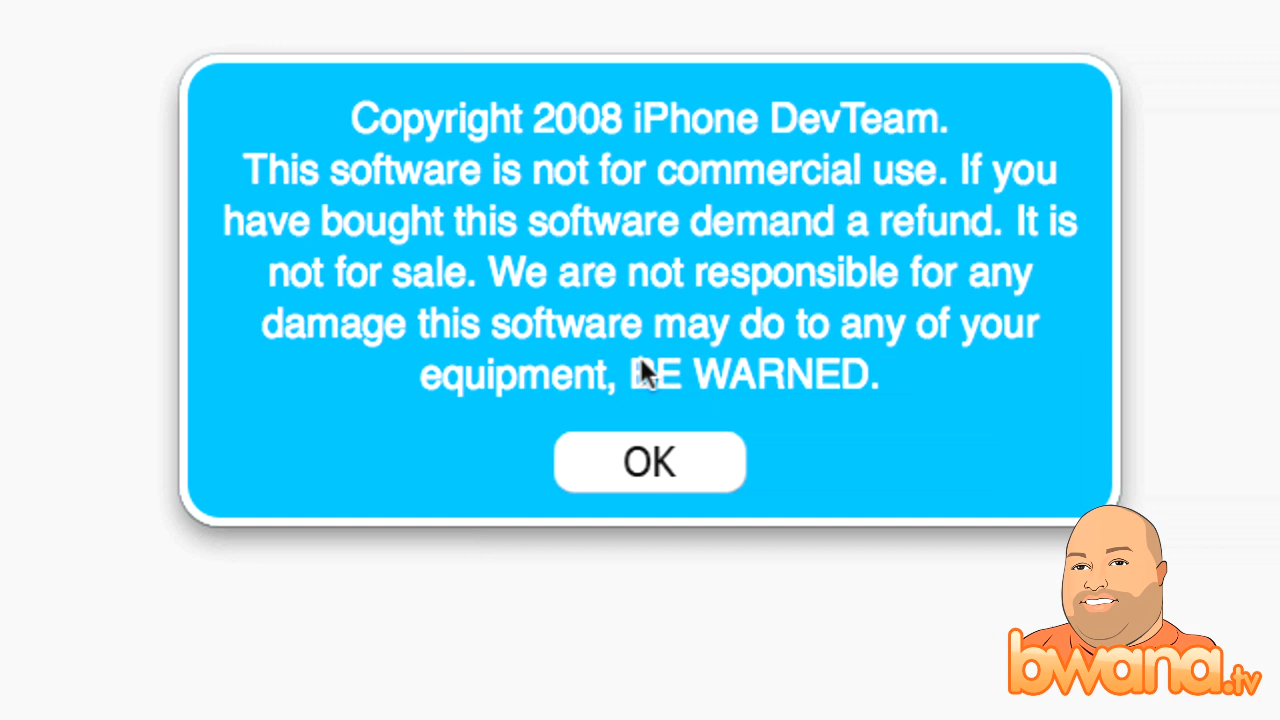 Copyright 2008 iPhone DevTeam.
This software is not for commercial use. If you
have bought this software demand a refund. It is
not for sale. We are not responsible for any
damage this software may do to any of your
equipment, BE WARNED.
OK
bwana.tv